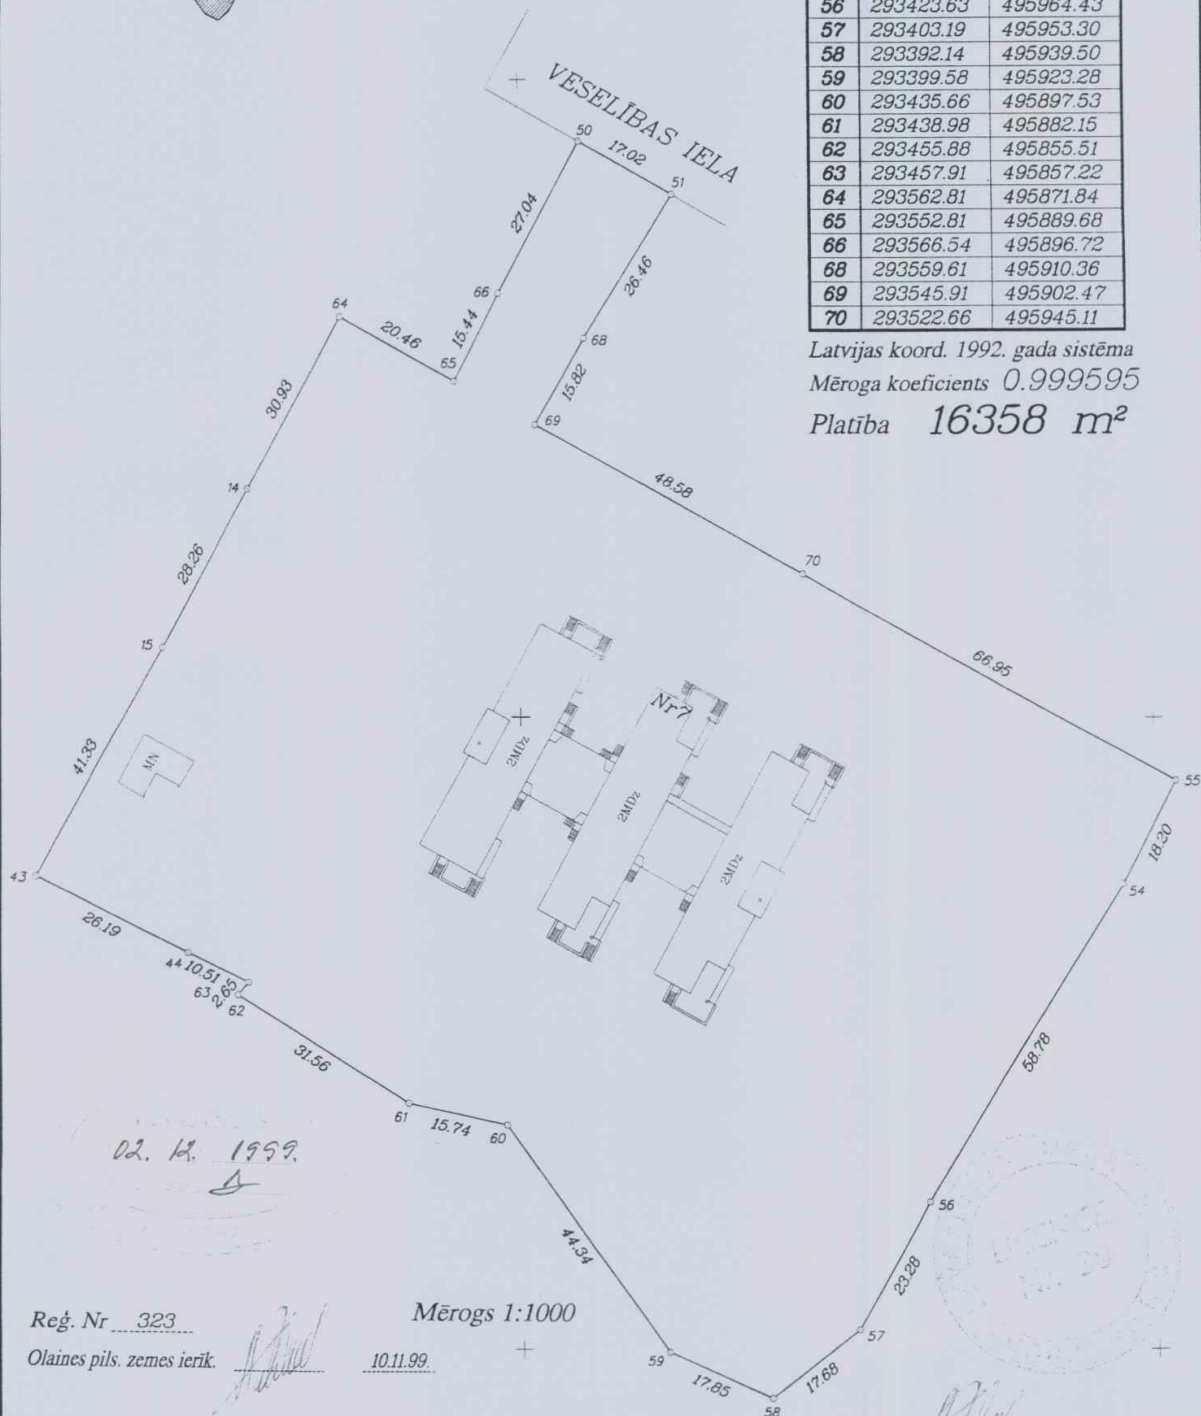 56 293423.63 495964.43
57 293403.19 495953.30
58 293392.14 495939.50
59 293399.58 495923.28
60 293435.66 495897.53
61 293438.98 495882.15
62 293455.88 495855.51
63 293457.91 495857.22
64 293562.81 495871.84
65 293552.81 495889.68
66 293566.54 495896.72
68 293559.61 495910.36
69 293545.91 495902.47
70 293522.66 495945.11
Latvijas koord. 1992. gada sistēma
Mēroga koeficients 0.999595
Platība 16358 m²
VESELĪBAS IELA
50
17.02
51
27.04
26.46
66
64
20.46
15.44
68
65
15.82
30.93
69
48.58
14
70
28.26
66.95
15
Nr7
41.33
MN
2MDz
2MDz
2MDz
55
18.20
43
54
26.19
44
10.51
63
2.65
62
31.56
58.78
61
15.74
60
02. 12. 1999.
56
44.34
23.28
Reģ. Nr 323
Mērogs 1:1000
57
Olaines pils. zemes ierīk.
10.11.99.
59
17.85
17.68
58